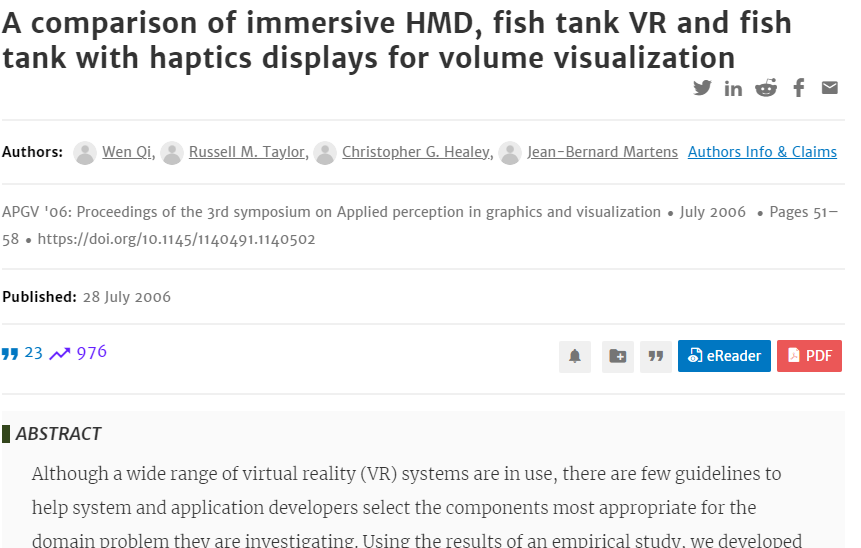 A comparison of immersive HMD, fish tank VR and fish
tank with haptics displays for volume visualization
Authors: Wen Qi, Russell M. Taylor, Christopher G. Healey, Jean-Bernard Martens Authors Info & Claims
APGV '06: Proceedings of the 3rd symposium on Applied perception in graphics and visualization • July 2006 • Pages 51–
58 • https://doi.org/10.1145/1140491.1140502
Published: 28 July 2006
23 976 eReader PDF
ABSTRACT
Although a wide range of virtual reality (VR) systems are in use, there are few guidelines to
help system and application developers select the components most appropriate for the
domain problem they are investigating. Using the results of an empirical study, we developed